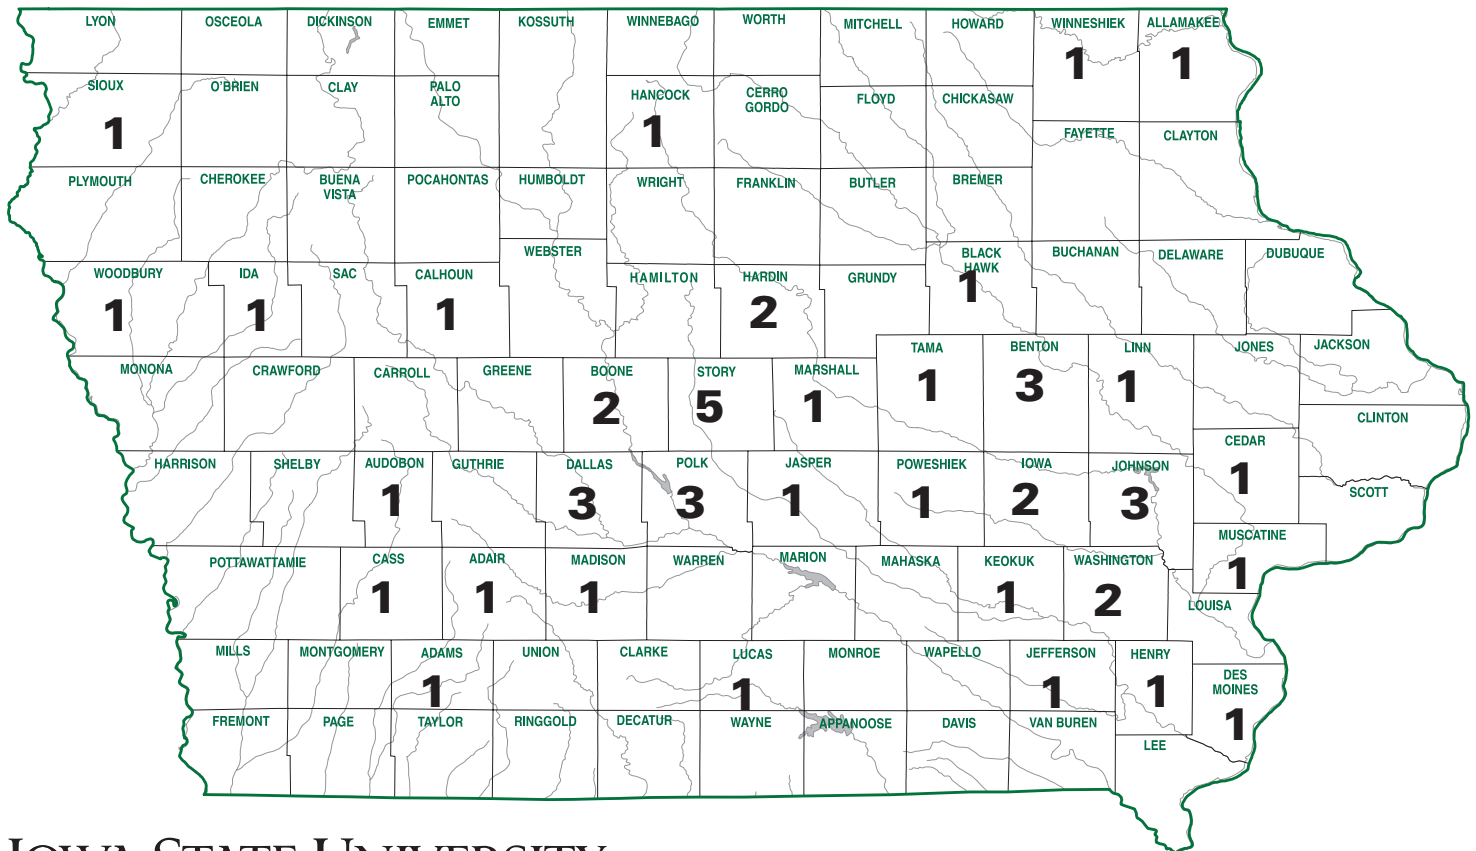 LYON OSCEOLA DICKINSON EMMET KOSSUTH WINNEBAGO WORTH MITCHELL HOWARD WINNESHIEK ALLAMAKEE
1 1
SIOUX O'BRIEN CLAY PALO
ALTO HANCOCK CERRO
GORDO FLOYD CHICKASAW
1 1
FAYETTE CLAYTON
PLYMOUTH CHEROKEE BUENA
VISTA POCAHONTAS HUMBOLDT WRIGHT FRANKLIN BUTLER BREMER
WEBSTER BLACK
HAWK BUCHANAN DELAWARE DUBUQUE
1
WOODBURY IDA SAC CALHOUN HAMILTON HARDIN GRUNDY
1 1 1 2
TAMA BENTON LINN JONES JACKSON
1 3 1
MONONA CRAWFORD CARROLL GREENE BOONE STORY MARSHALL
2 5 1
CLINTON
CEDAR
1
HARRISON SHELBY AUDOBON GUTHRIE DALLAS POLK JASPER POWESHIEK IOWA JOHNSON
1 3 3 1 1 2 3
SCOTT
MUSCATINE
1
POTTAWATTAMIE CASS ADAIR MADISON WARREN MARION MAHASKA KEOKUK WASHINGTON
1 1 1 1 2
LOUISA
MILLS MONTGOMERY ADAMS UNION CLARKE LUCAS MONROE WAPELLO JEFFERSON HENRY
1 1 1 1
DES
MOINES
1
FREMONT PAGE TAYLOR RINGGOLD DECATUR WAYNE APPANOOSE DAVIS VAN BUREN
LEE
IOWA STATE UNIVERSITY